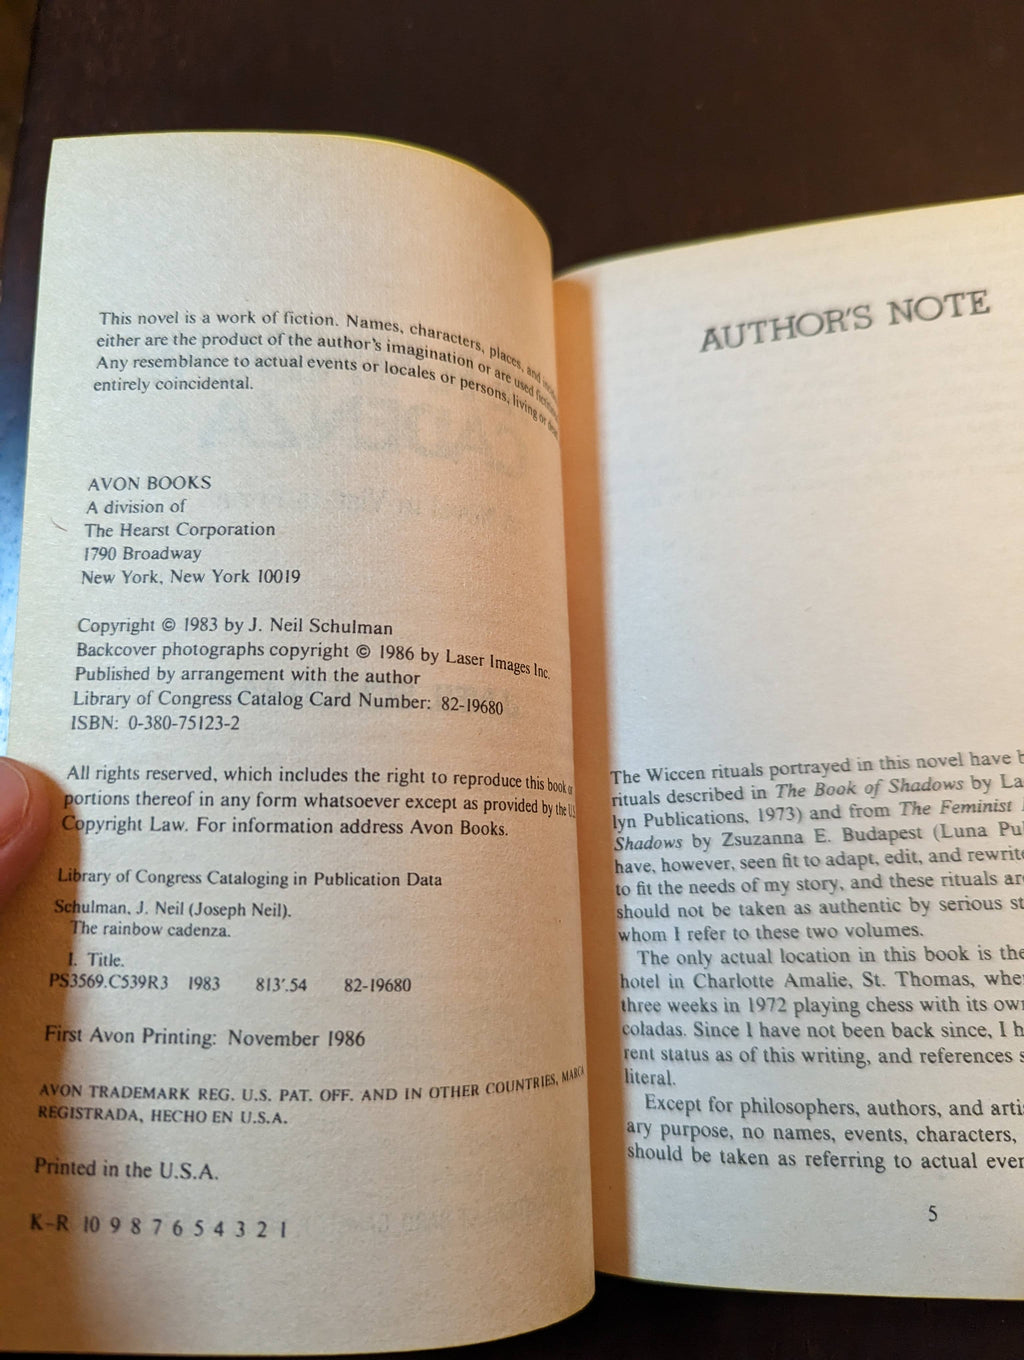 This novel is a work of fiction. Names, characters, places, and
either are the product of the author's imagination or are used
Any resemblance to actual events or locales or persons, living or
entirely coincidental.
AVON BOOKS
A division of
The Hearst Corporation
1790 Broadway
New York, New York 10019
Copyright © 1983 by J. Neil Schulman
Backcover photographs copyright © 1986 by Laser Images Inc.
Published by arrangement with the author
Library of Congress Catalog Card Number: 82-19680
ISBN: 0-380-75123-2
All rights reserved, which includes the right to reproduce this book or
portions thereof in any form whatsoever except as provided by the U.S.
Copyright Law. For information address Avon Books.
Library of Congress Cataloging in Publication Data
Schulman, J. Neil (Joseph Neil).
The rainbow cadenza.
I. Title.
PS3569.C539R3 1983 813'.54 82-19680
First Avon Printing: November 1986
AVON TRADEMARK REG. U.S. PAT. OFF. AND IN OTHER COUNTRIES, MARCA
REGISTRADA, HECHO EN U.S.A.
Printed in the U.S.A.
K–R 10 9 8 7 6 5 4 3 2 1
AUTHOR'S NOTE
The Wiccen rituals portrayed in this novel have b
rituals described in The Book of Shadows by La
lyn Publications, 1973) and from The Feminist
Shadows by Zsuzanna E. Budapest (Luna Pu
have, however, seen fit to adapt, edit, and rewrite
to fit the needs of my story, and these rituals ar
should not be taken as authentic by serious st
whom I refer to these two volumes.
The only actual location in this book is the
hotel in Charlotte Amalie, St. Thomas, whe
three weeks in 1972 playing chess with its own
coladas. Since I have not been back since, I h
rent status as of this writing, and references s
literal.
Except for philosophers, authors, and arti
ary purpose, no names, events, characters,
should be taken as referring to actual even
5